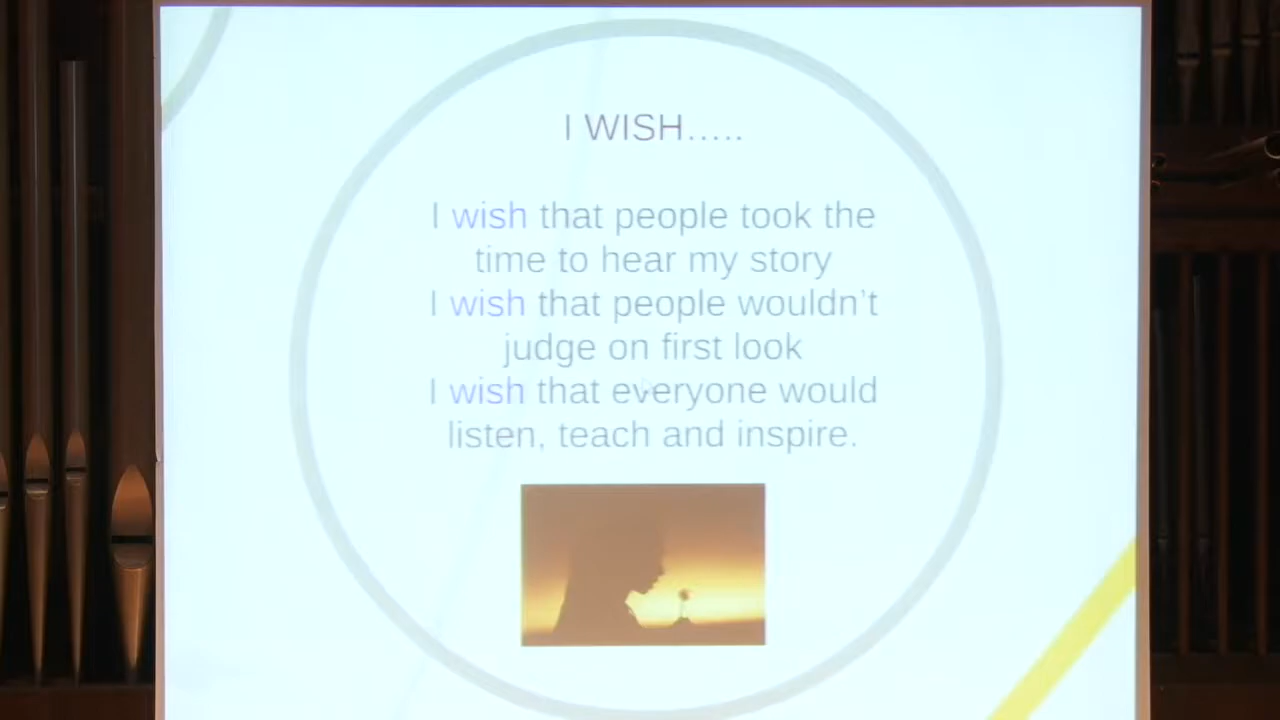 I WISH.....
I wish that people took the
time to hear my story
I wish that people wouldn't
judge on first look
I wish that everyone would
listen, teach and inspire.